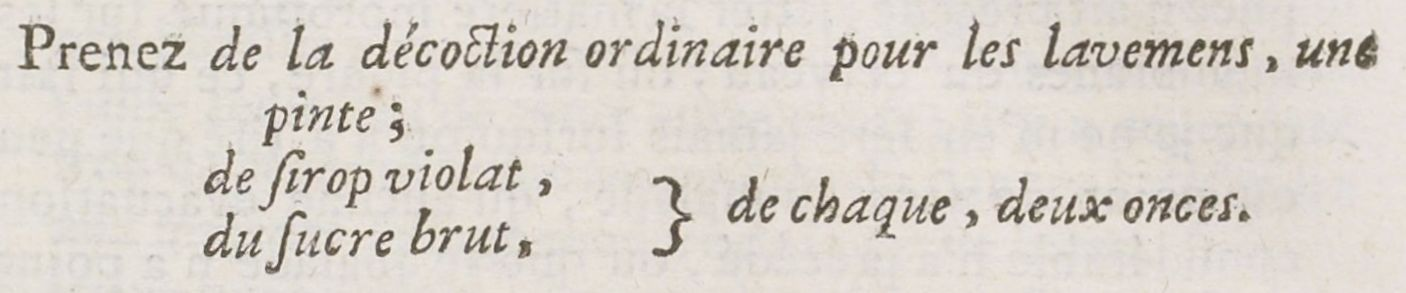 Prenez de la décoction ordinaire pour les lavemens, une
pinte ;
de ſirop violat,
du ſucre brut, } de chaque, deux onces.